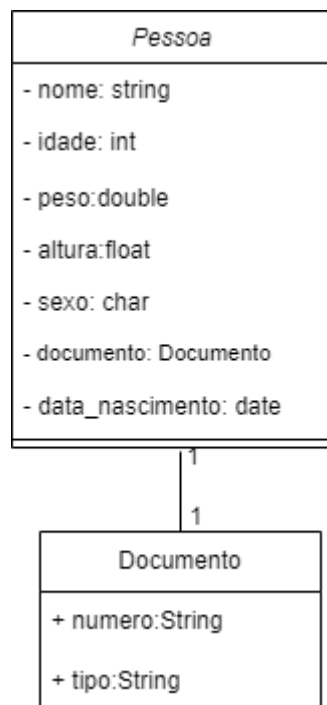 Pessoa
- nome: string
- idade: int
- peso:double
- altura:float
- sexo: char
- documento: Documento
- data_nascimento: date
1
1
Documento
+ numero:String
+ tipo:String